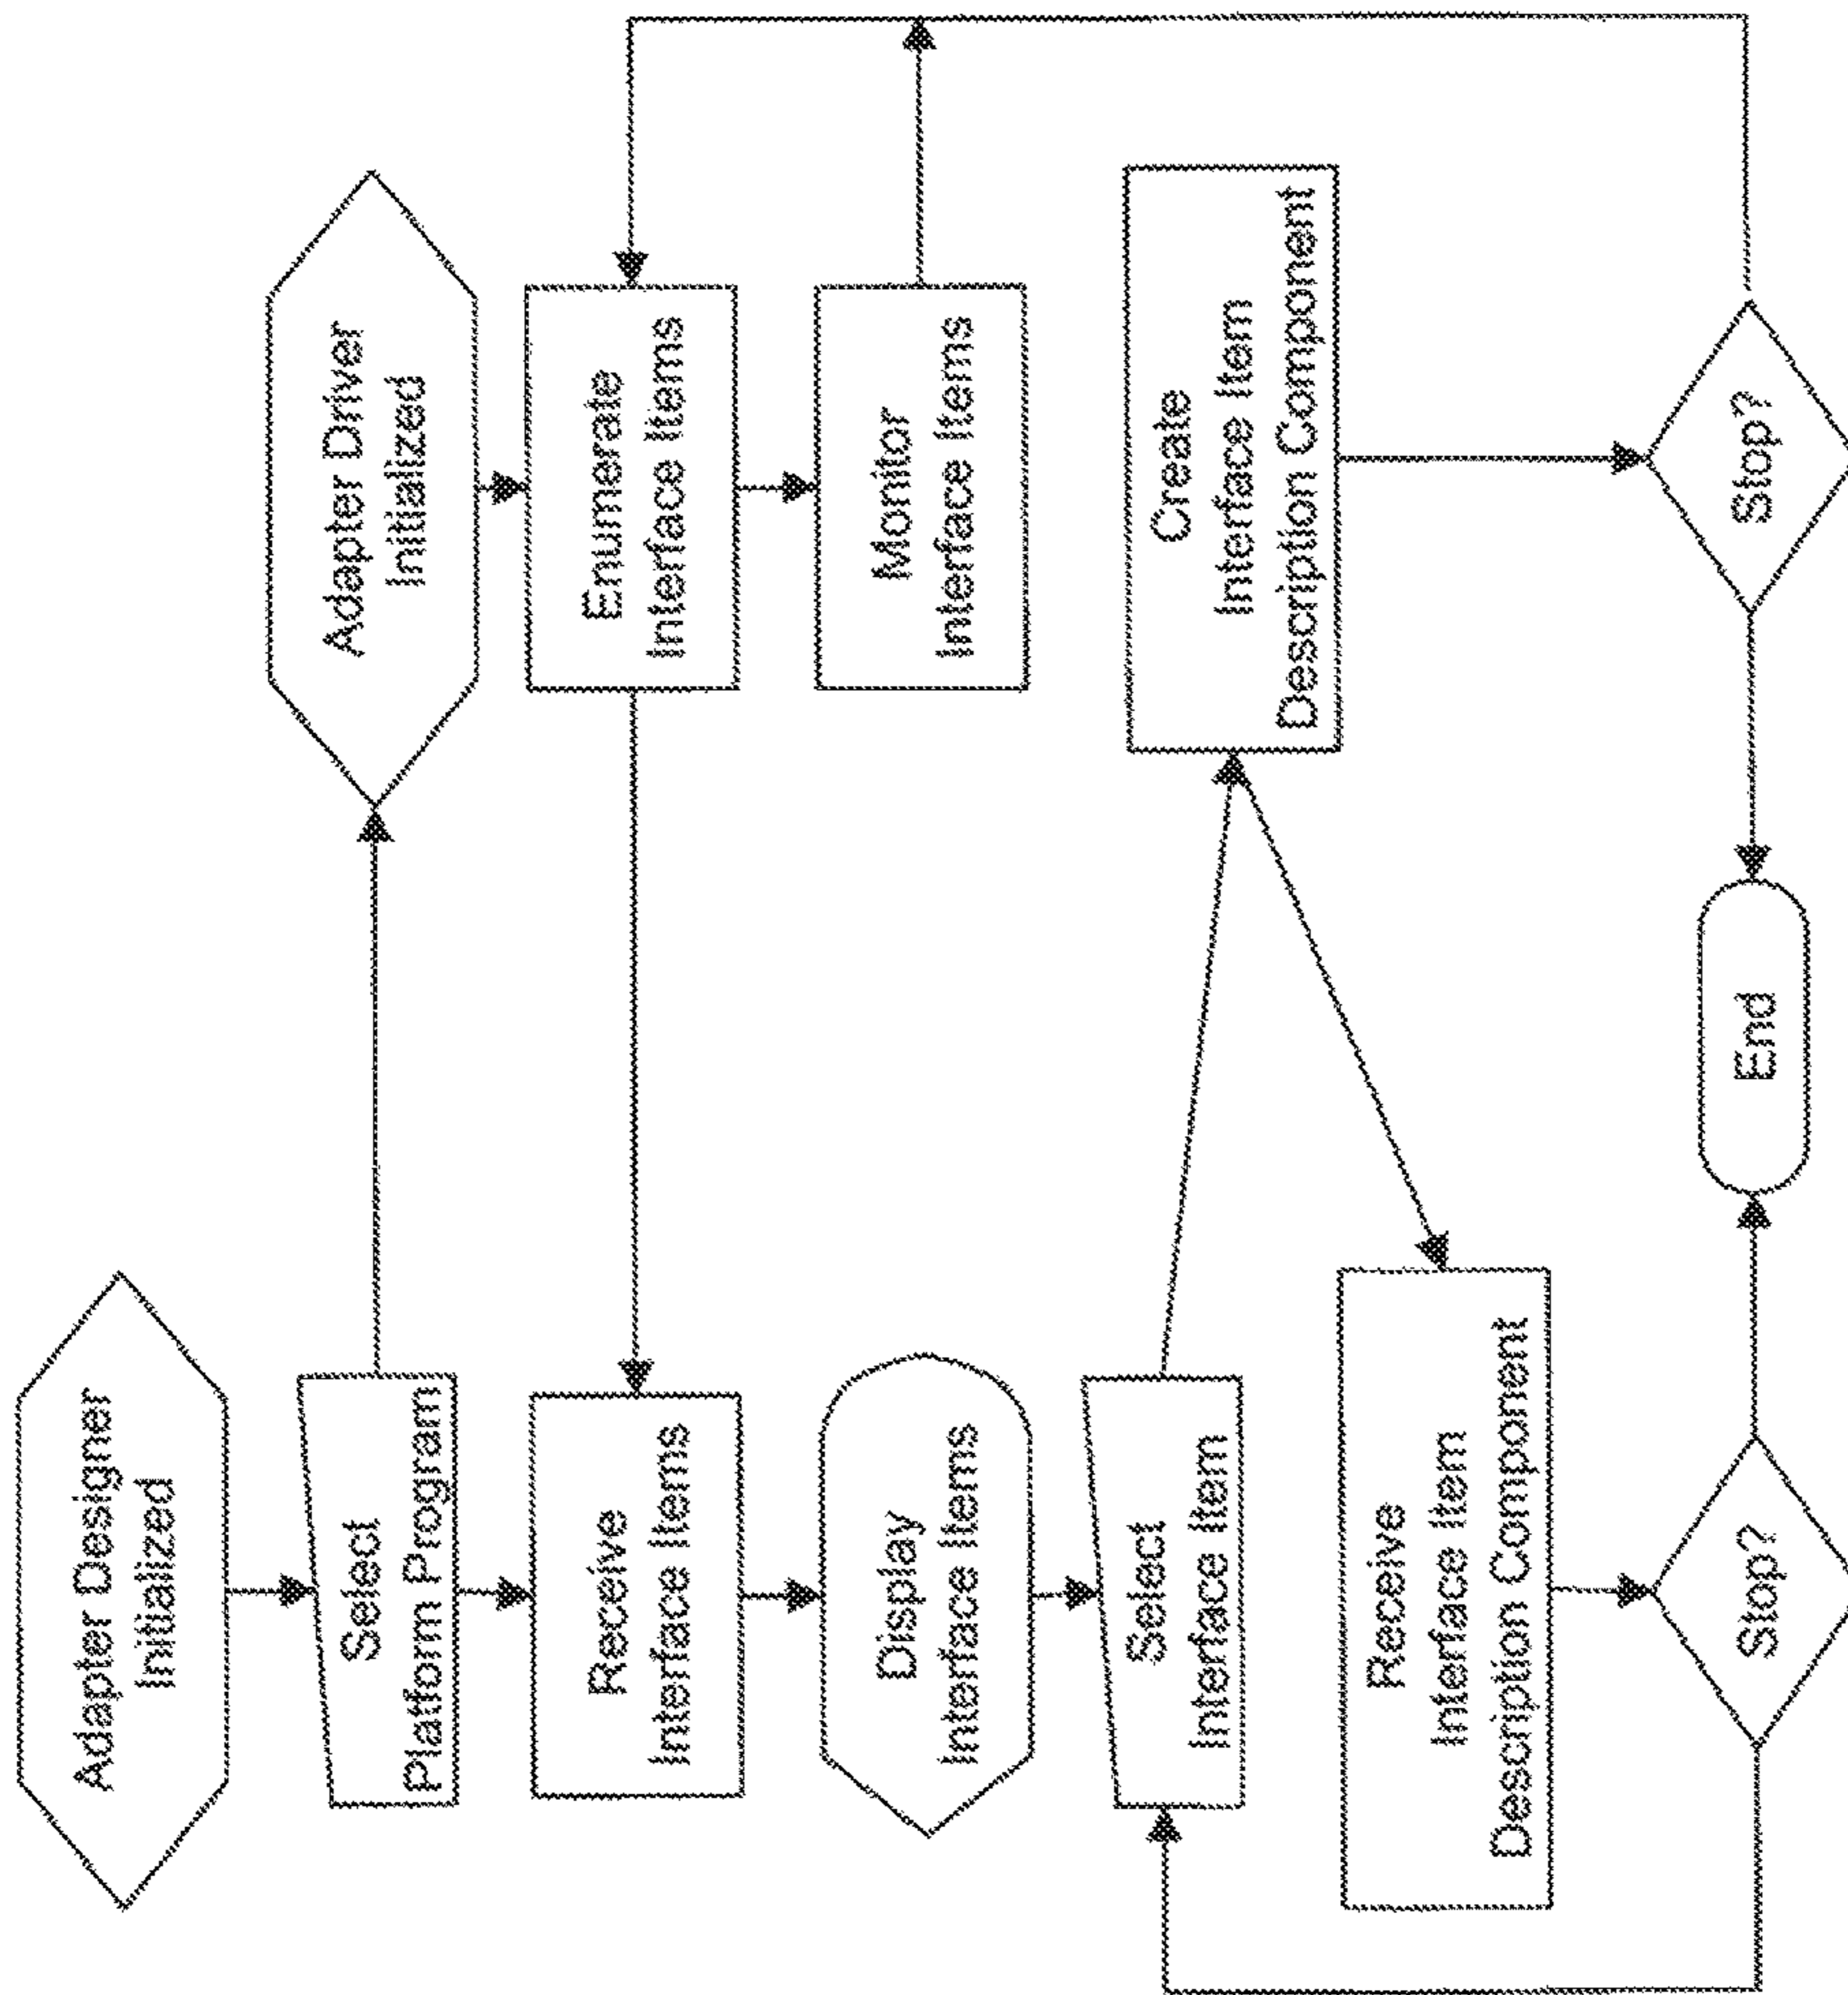 Adapter Designer
Initialized
Select
Platform Program
Receive
Interface Items
Display
Interface Items
Select
Interface Item
Receive
Interface Item
Description Component
Stop?
End
Adapter Driver
Initialized
Enumerate
Interface Items
Monitor
Interface Items
Create
Interface Item
Description Component
Stop?